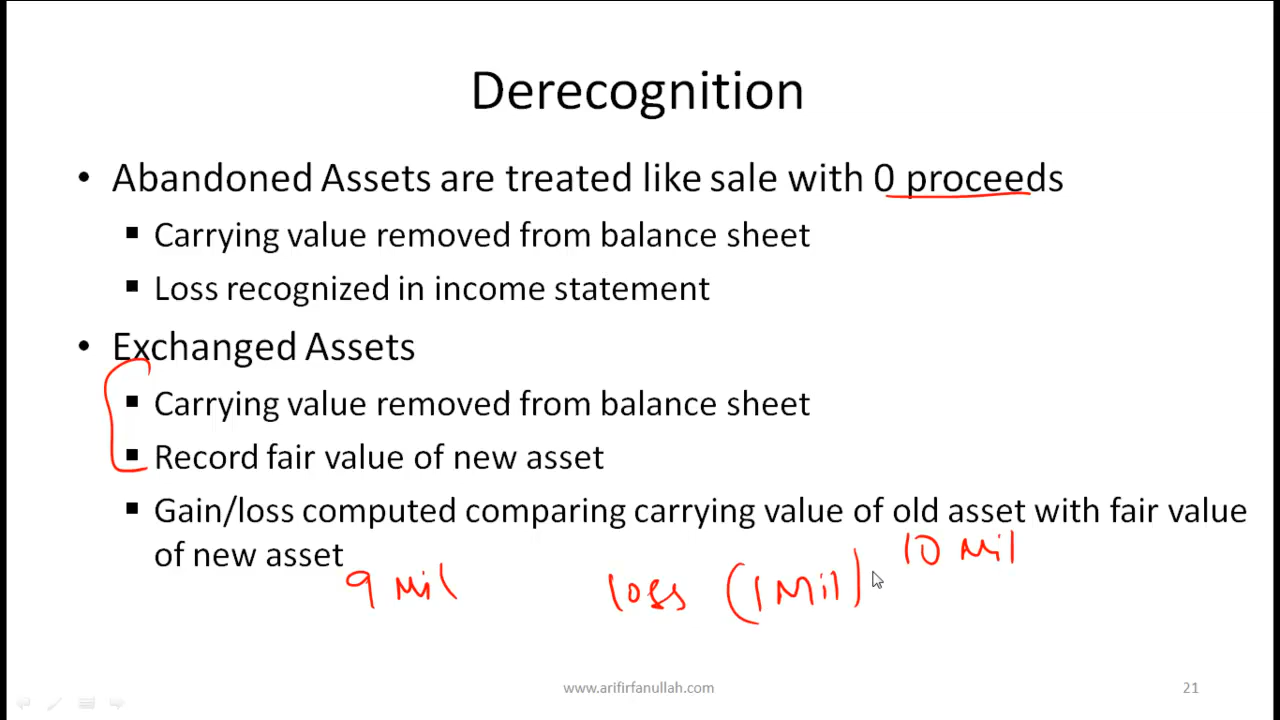 Derecognition
• Abandoned Assets are treated like sale with 0 proceeds
▪ Carrying value removed from balance sheet
▪ Loss recognized in income statement
• Exchanged Assets
▪ Carrying value removed from balance sheet
▪ Record fair value of new asset
▪ Gain/loss computed comparing carrying value of old asset with fair value
of new asset
10 Mil
9 Mil loss (1 Mil)
www.arifirfanullah.com 21